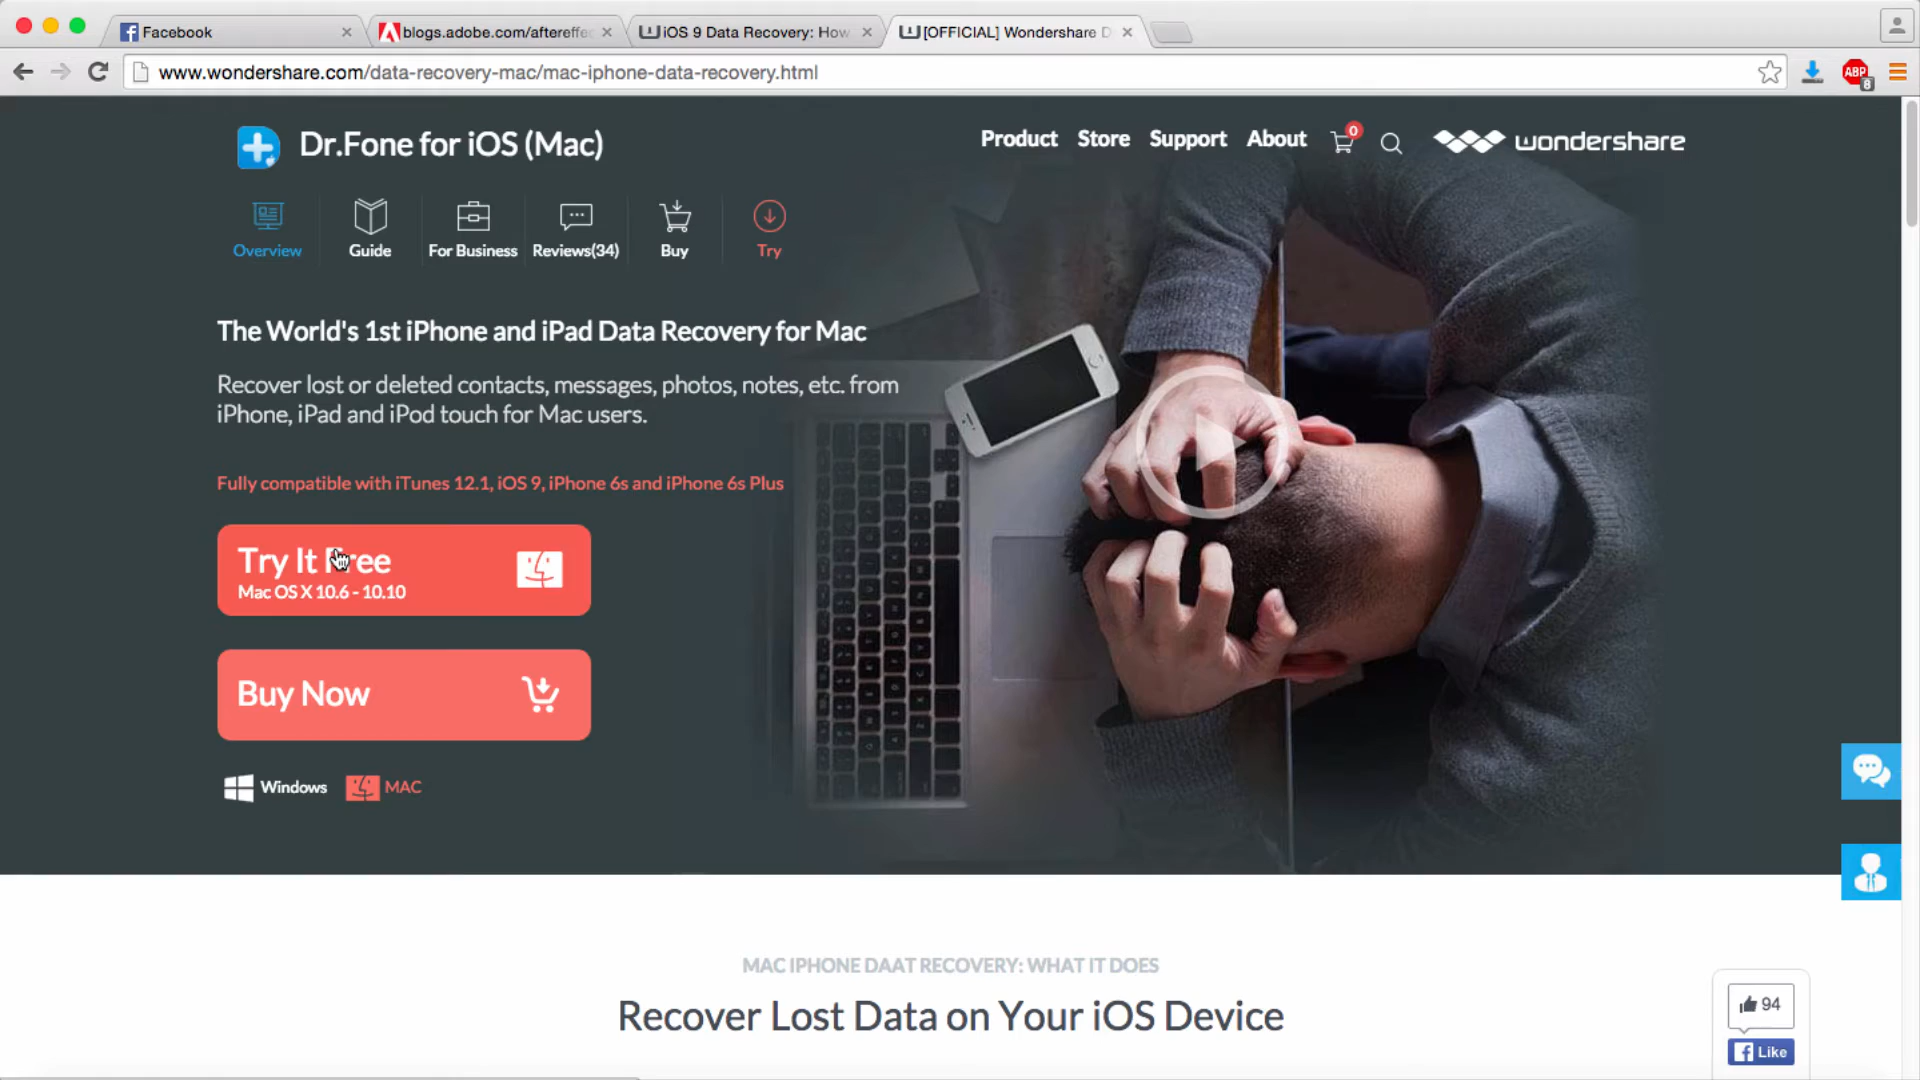 Facebook
blogs.adobe.com/aftereffec
iOS 9 Data Recovery: How
[OFFICIAL] Wondershare D
www.wondershare.com/data-recovery-mac/mac-iphone-data-recovery.html
ABP
8
Dr.Fone for iOS (Mac)
Product
Store
Support
About
0
wondershare
Overview
Guide
For Business
Reviews(34)
Buy
Try
The World's 1st iPhone and iPad Data Recovery for Mac
Recover lost or deleted contacts, messages, photos, notes, etc. from
iPhone, iPad and iPod touch for Mac users.
Fully compatible with iTunes 12.1, iOS 9, iPhone 6s and iPhone 6s Plus
Try It Free
Mac OS X 10.6 - 10.10
Buy Now
Windows
MAC
MAC IPHONE DAAT RECOVERY: WHAT IT DOES
Recover Lost Data on Your iOS Device
94
Like